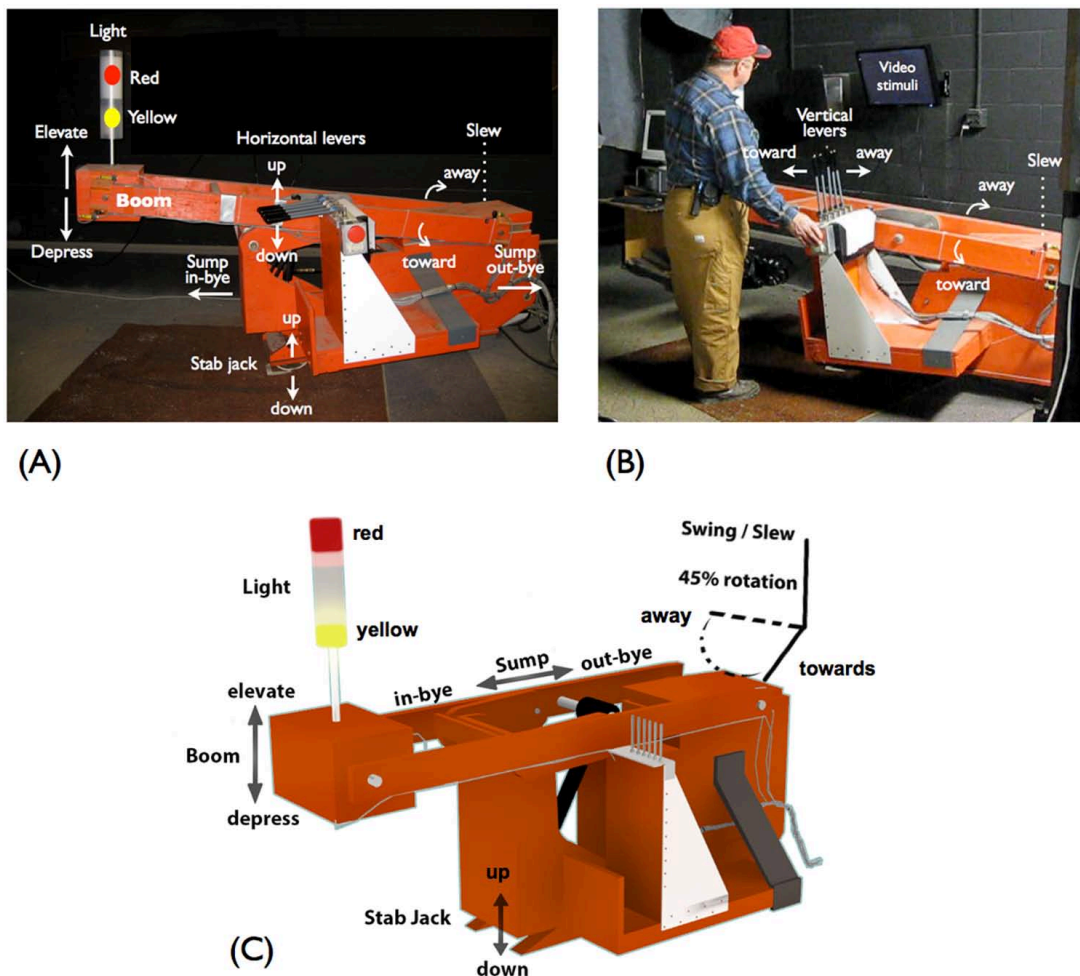 Light
Red
Yellow
Elevate
Horizontal levers
up
Slew
away
Boom
Depress
down
toward
Sump
in-bye
Sump
out-bye
up
Stab jack
down
(A)
Video
stimuli
Vertical
levers
toward
away
Slew
away
toward
(B)
red
Light
yellow
Swing / Slew
45% rotation
away
towards
Sump
out-bye
in-bye
elevate
Boom
depress
up
Stab Jack
down
(C)